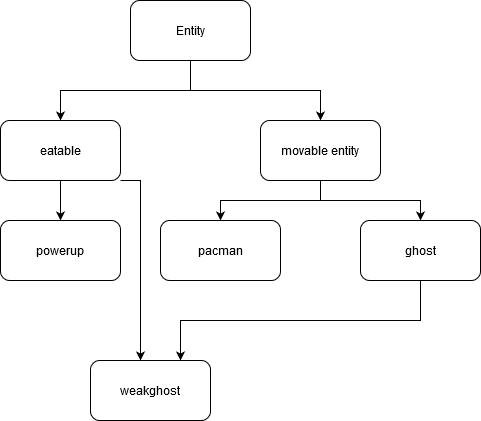 Entity
eatable
movable entity
powerup
pacman
ghost
weakghost